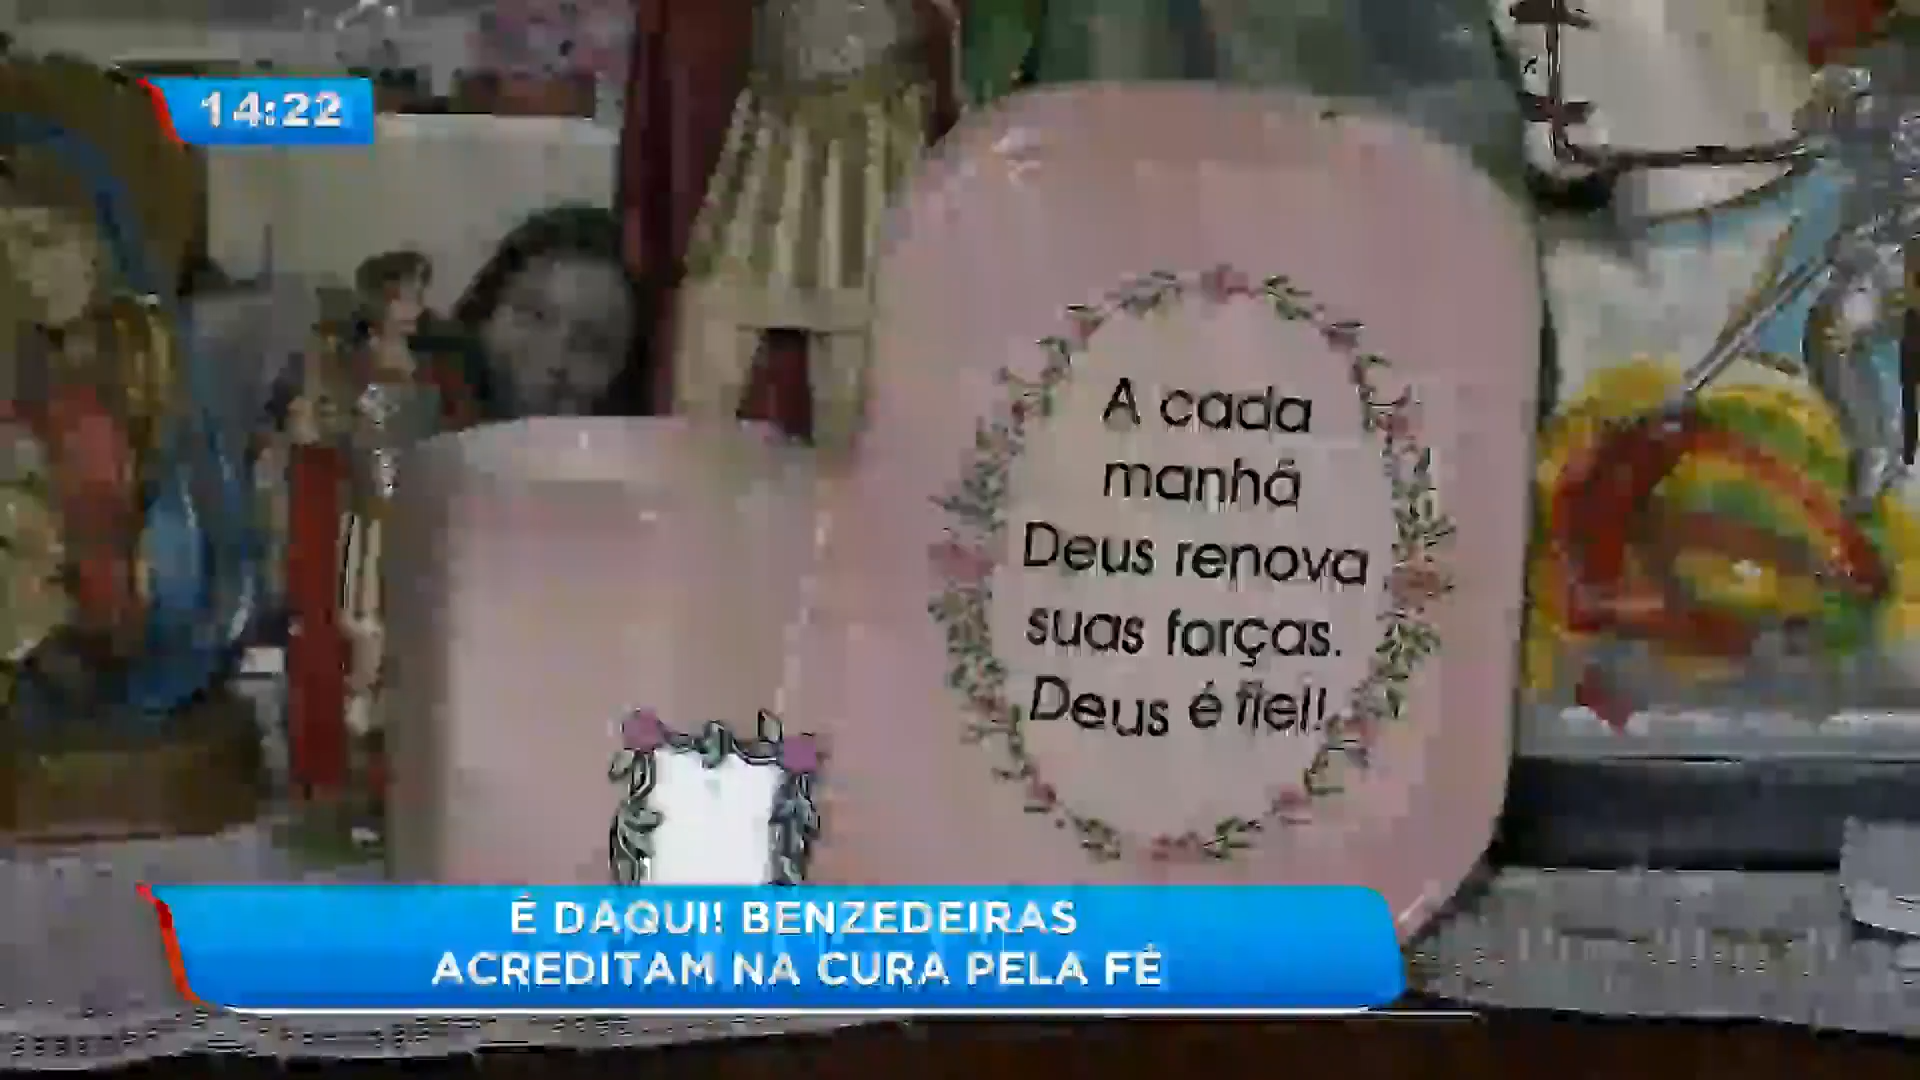 14:22
A cada
manhã
Deus renova
suas forças.
Deus é fiel!
É DAQUI! BENZEDEIRAS
ACREDITAM NA CURA PELA FÉ